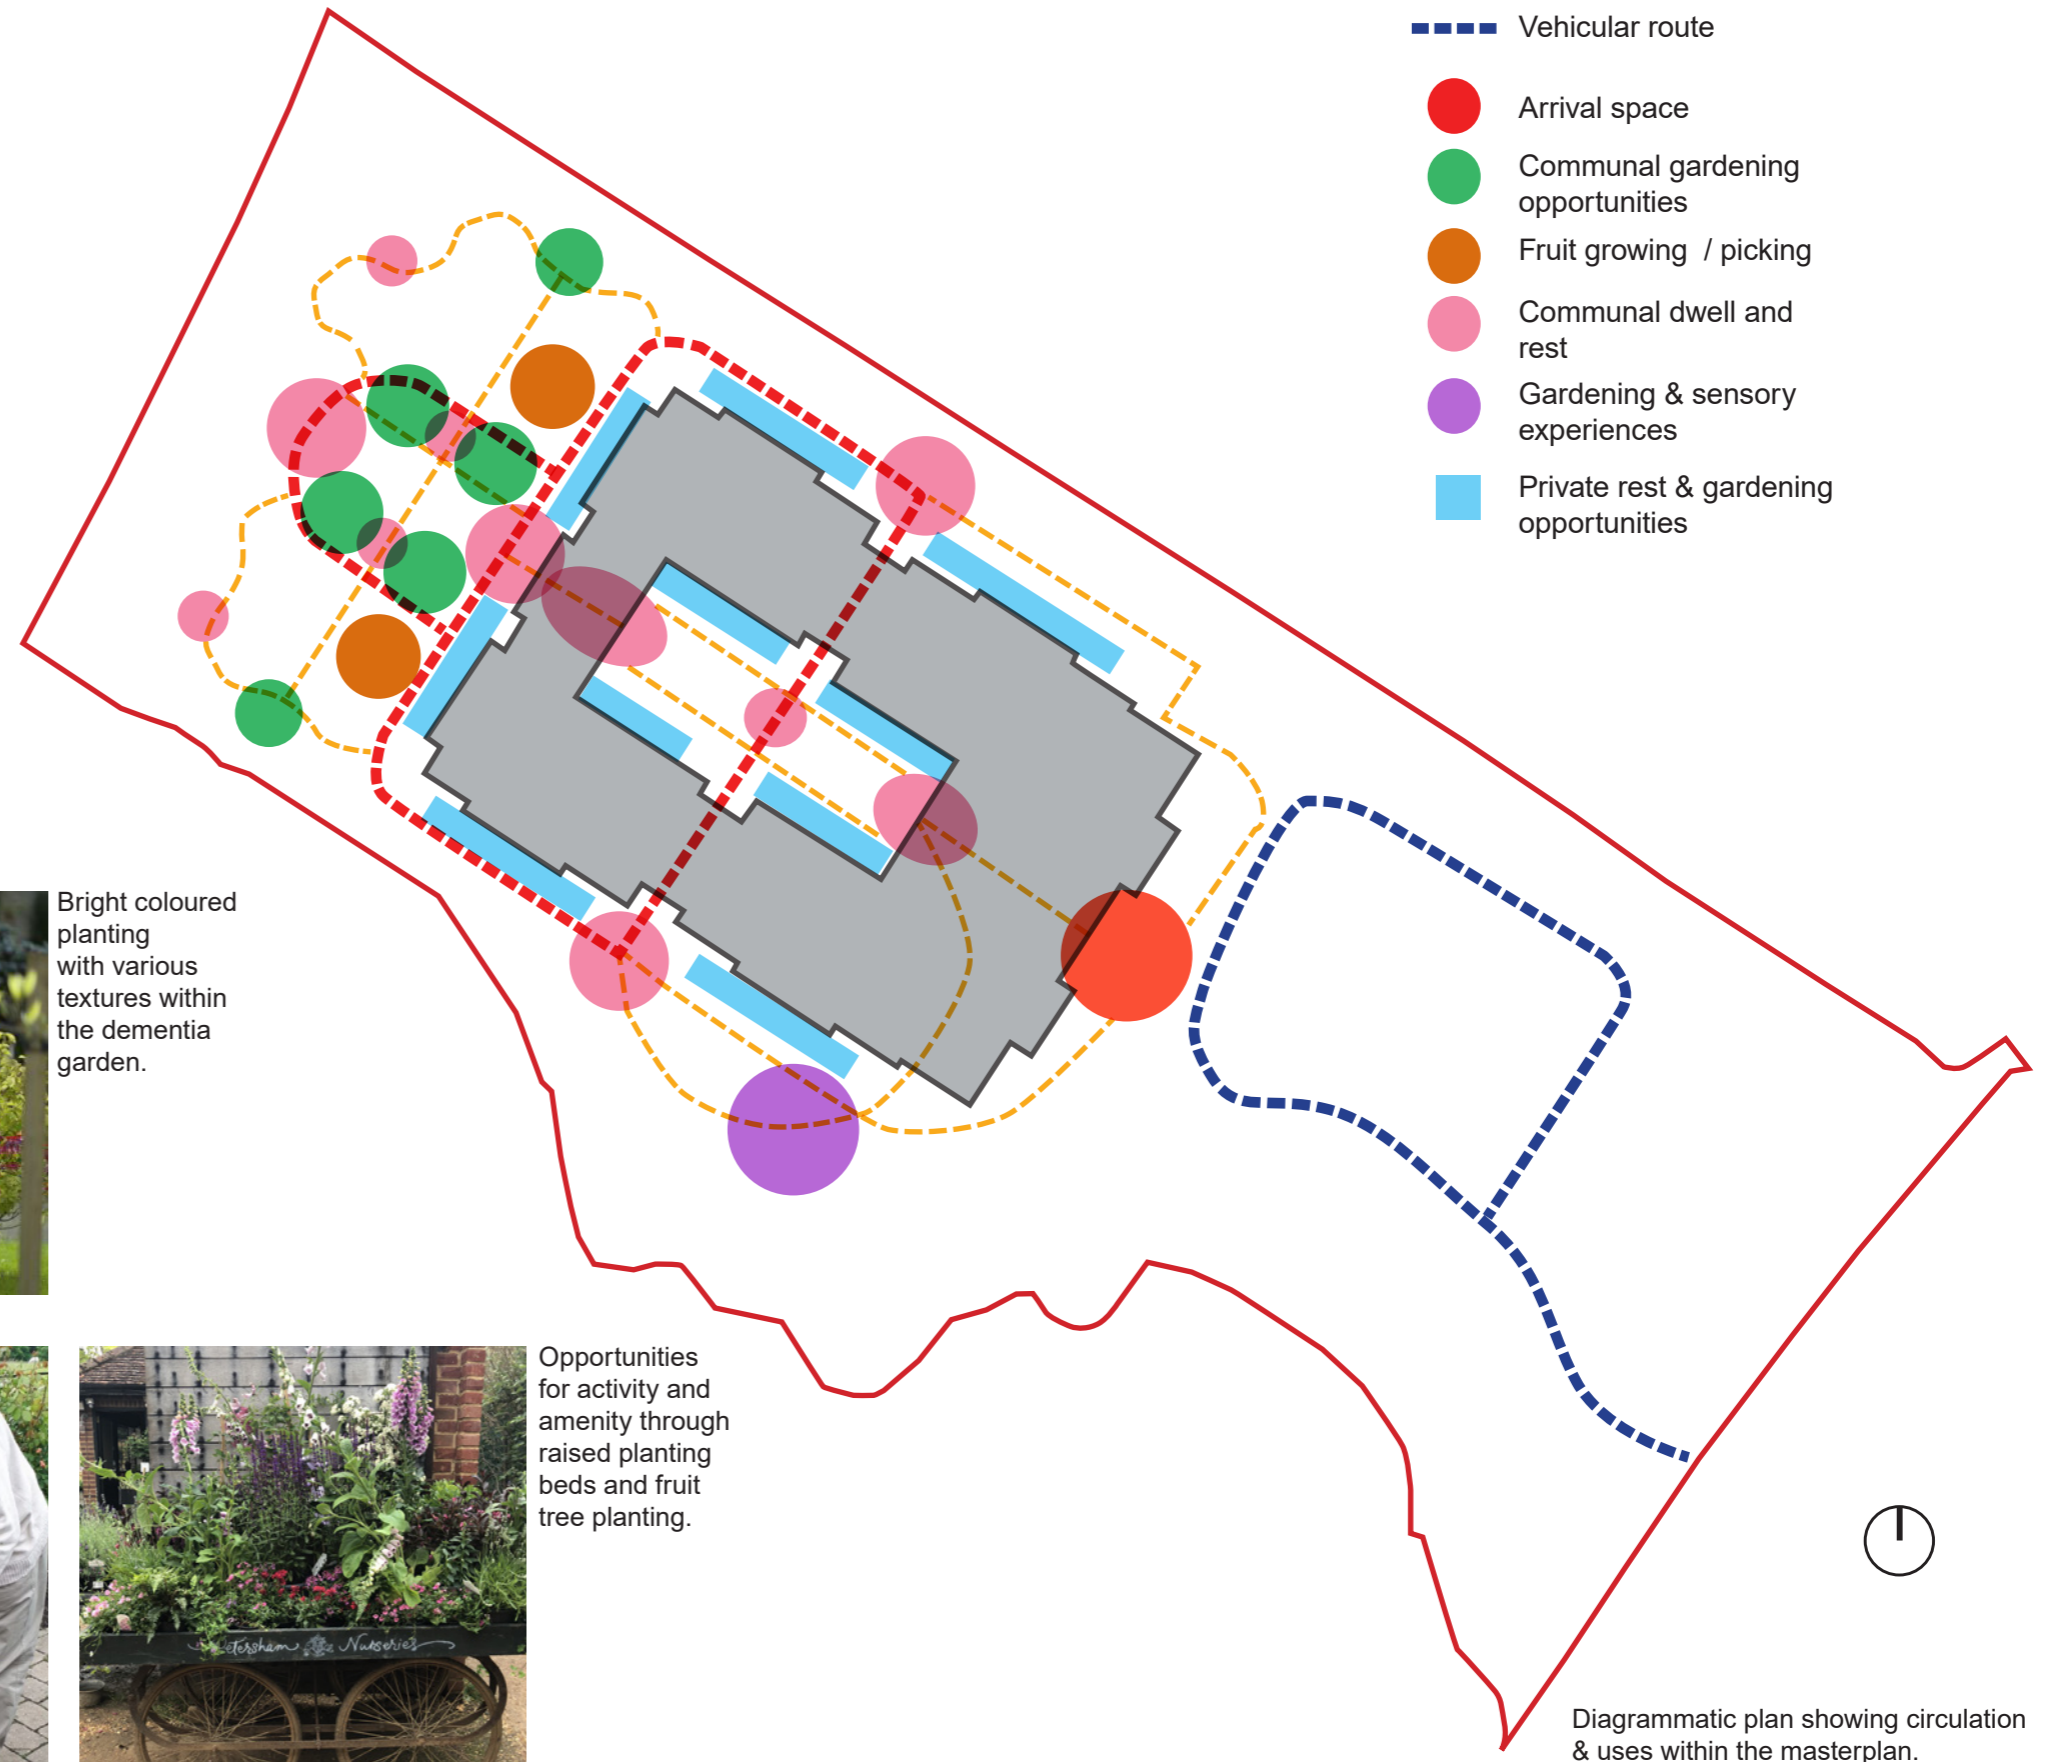 Vehicular route
Arrival space
Communal gardening
opportunities
Fruit growing / picking
Communal dwell and
rest
Gardening & sensory
experiences
Private rest & gardening
opportunities
Bright coloured
planting
with various
textures within
the dementia
garden.
Opportunities
for activity and
amenity through
raised planting
beds and fruit
tree planting.
Petersham Nurseries
Diagrammatic plan showing circulation
& uses within the masterplan.